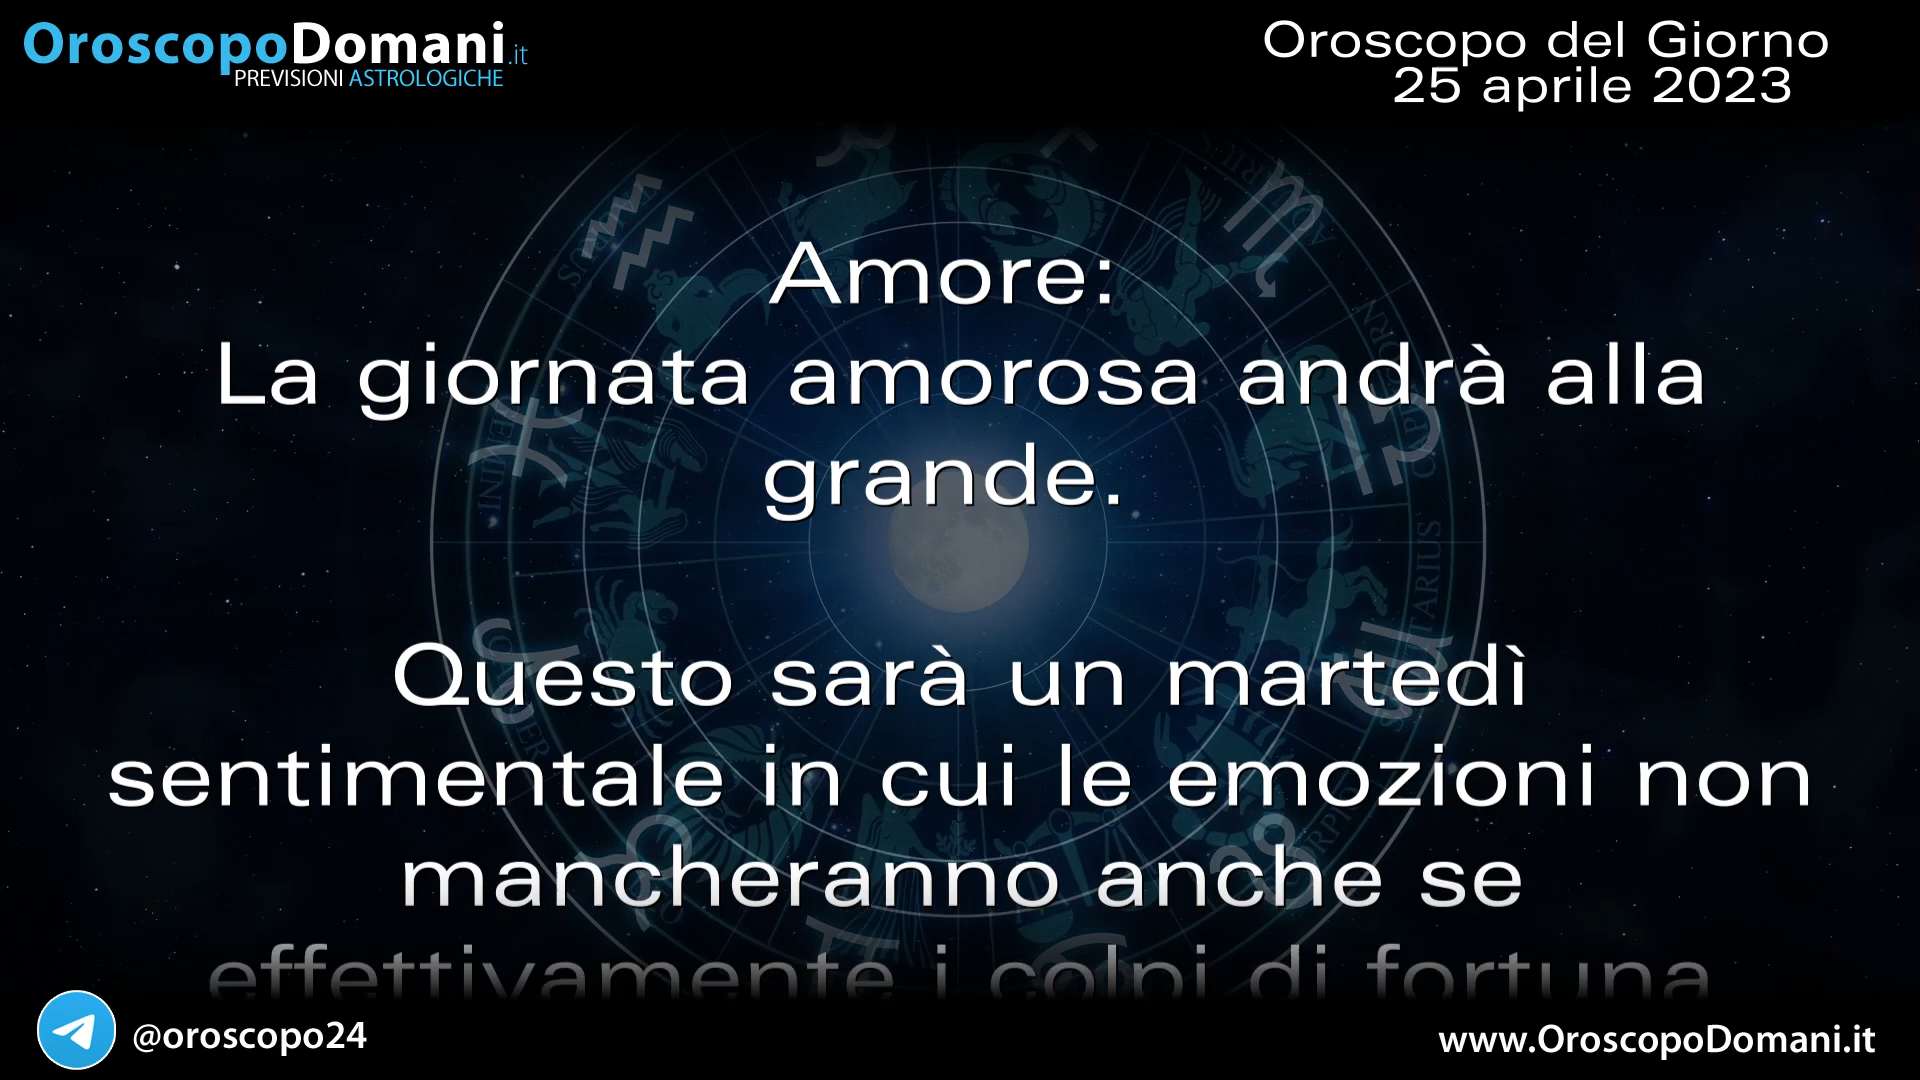 OroscopoDomani.it
PREVISIONI ASTROLOGICHE
Oroscopo del Giorno
25 aprile 2023
Amore:
La giornata amorosa andrà alla
grande.
Questo sarà un martedì
sentimentale in cui le emozioni non
mancheranno anche se
effettivamente i colpi di fortuna
@oroscopo24
www.OroscopoDomani.it